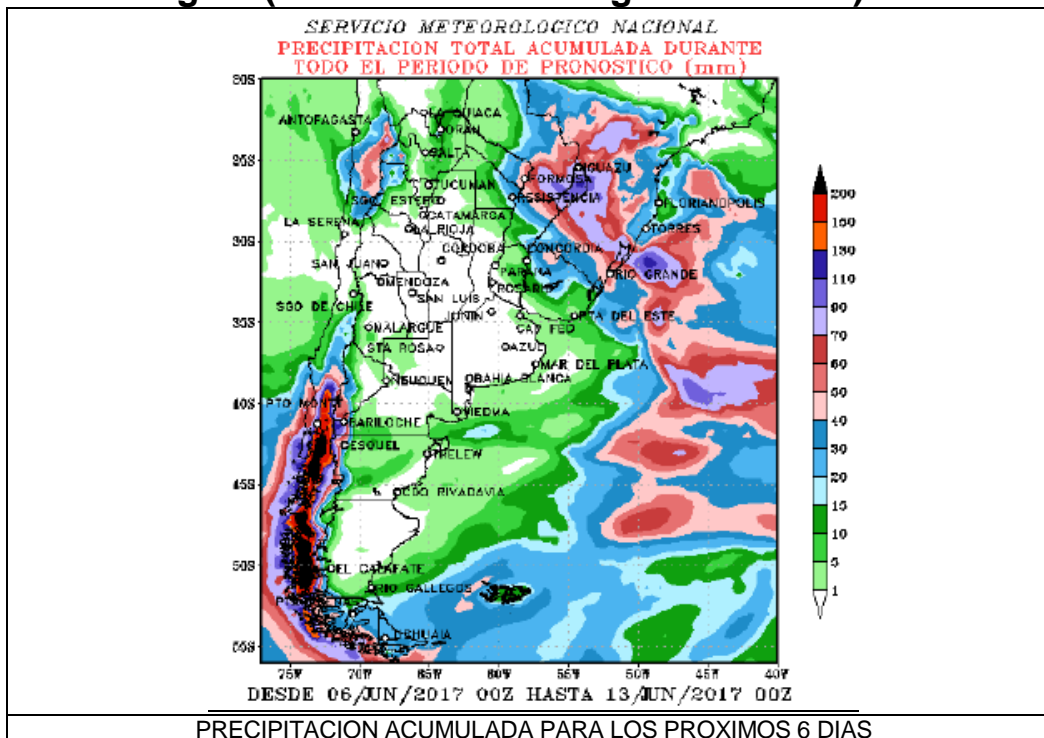 SERVICIO METEOROLOGICO NACIONAL
PRECIPITACION TOTAL ACUMULADA DURANTE
TODO EL PERIODO DE PRONOSTICO (mm)
ANTOFAGASTA
LA QUIACA
ORAN
SALTA
25S
TUCUMAN
SGO. ESTERO
CATAMARCA
LA SERENA
LA RIOJA
FORMOSA
IGUAZU
RESISTENCIA
FLORIANOPOLIS
TORRES
30S
CORDOBA
CONCORDIA
SAN JUAN
PARANA
RIO GRANDE
MENDOZA
ROSARIO
SAN LUIS
SGO DE CHILE
JUNIN
PTA DEL ESTE
35S
MALARGUE
STA ROSA
AZUL
MAR DEL PLATA
NEUQUEN
BAHIA BLANCA
40S
PTO MONTT
VIEDMA
BARILOCHE
ESQUEL
TRELEW
45S
CDO RIVADAVIA
50S
DEL CALAFATE
RIO GALLEGOS
USHUAIA
55S
75W
70W
65W
60W
55W
50W
45W
40W
200
150
130
110
90
70
60
50
40
30
20
15
10
5
1
DESDE 06/JUN/2017 00Z HASTA 13/JUN/2017 00Z
PRECIPITACION ACUMULADA PARA LOS PROXIMOS 6 DIAS